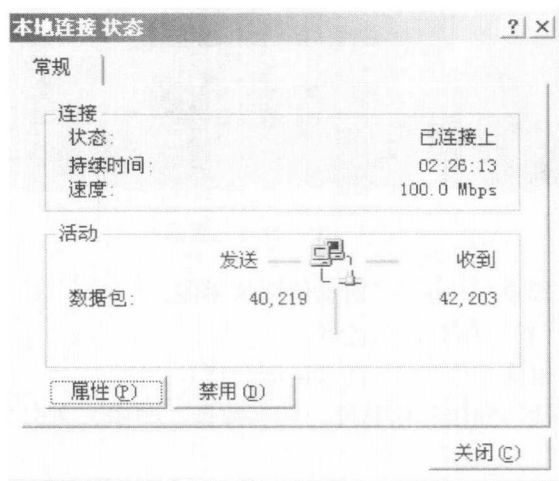 本地连接 状态
? ×
常规
连接
状态: 已连接上
持续时间: 02:26:13
速度: 100.0 Mbps
活动
发送 收到
数据包: 40,219 42,203
属性(P) 禁用(D)
关闭(C)